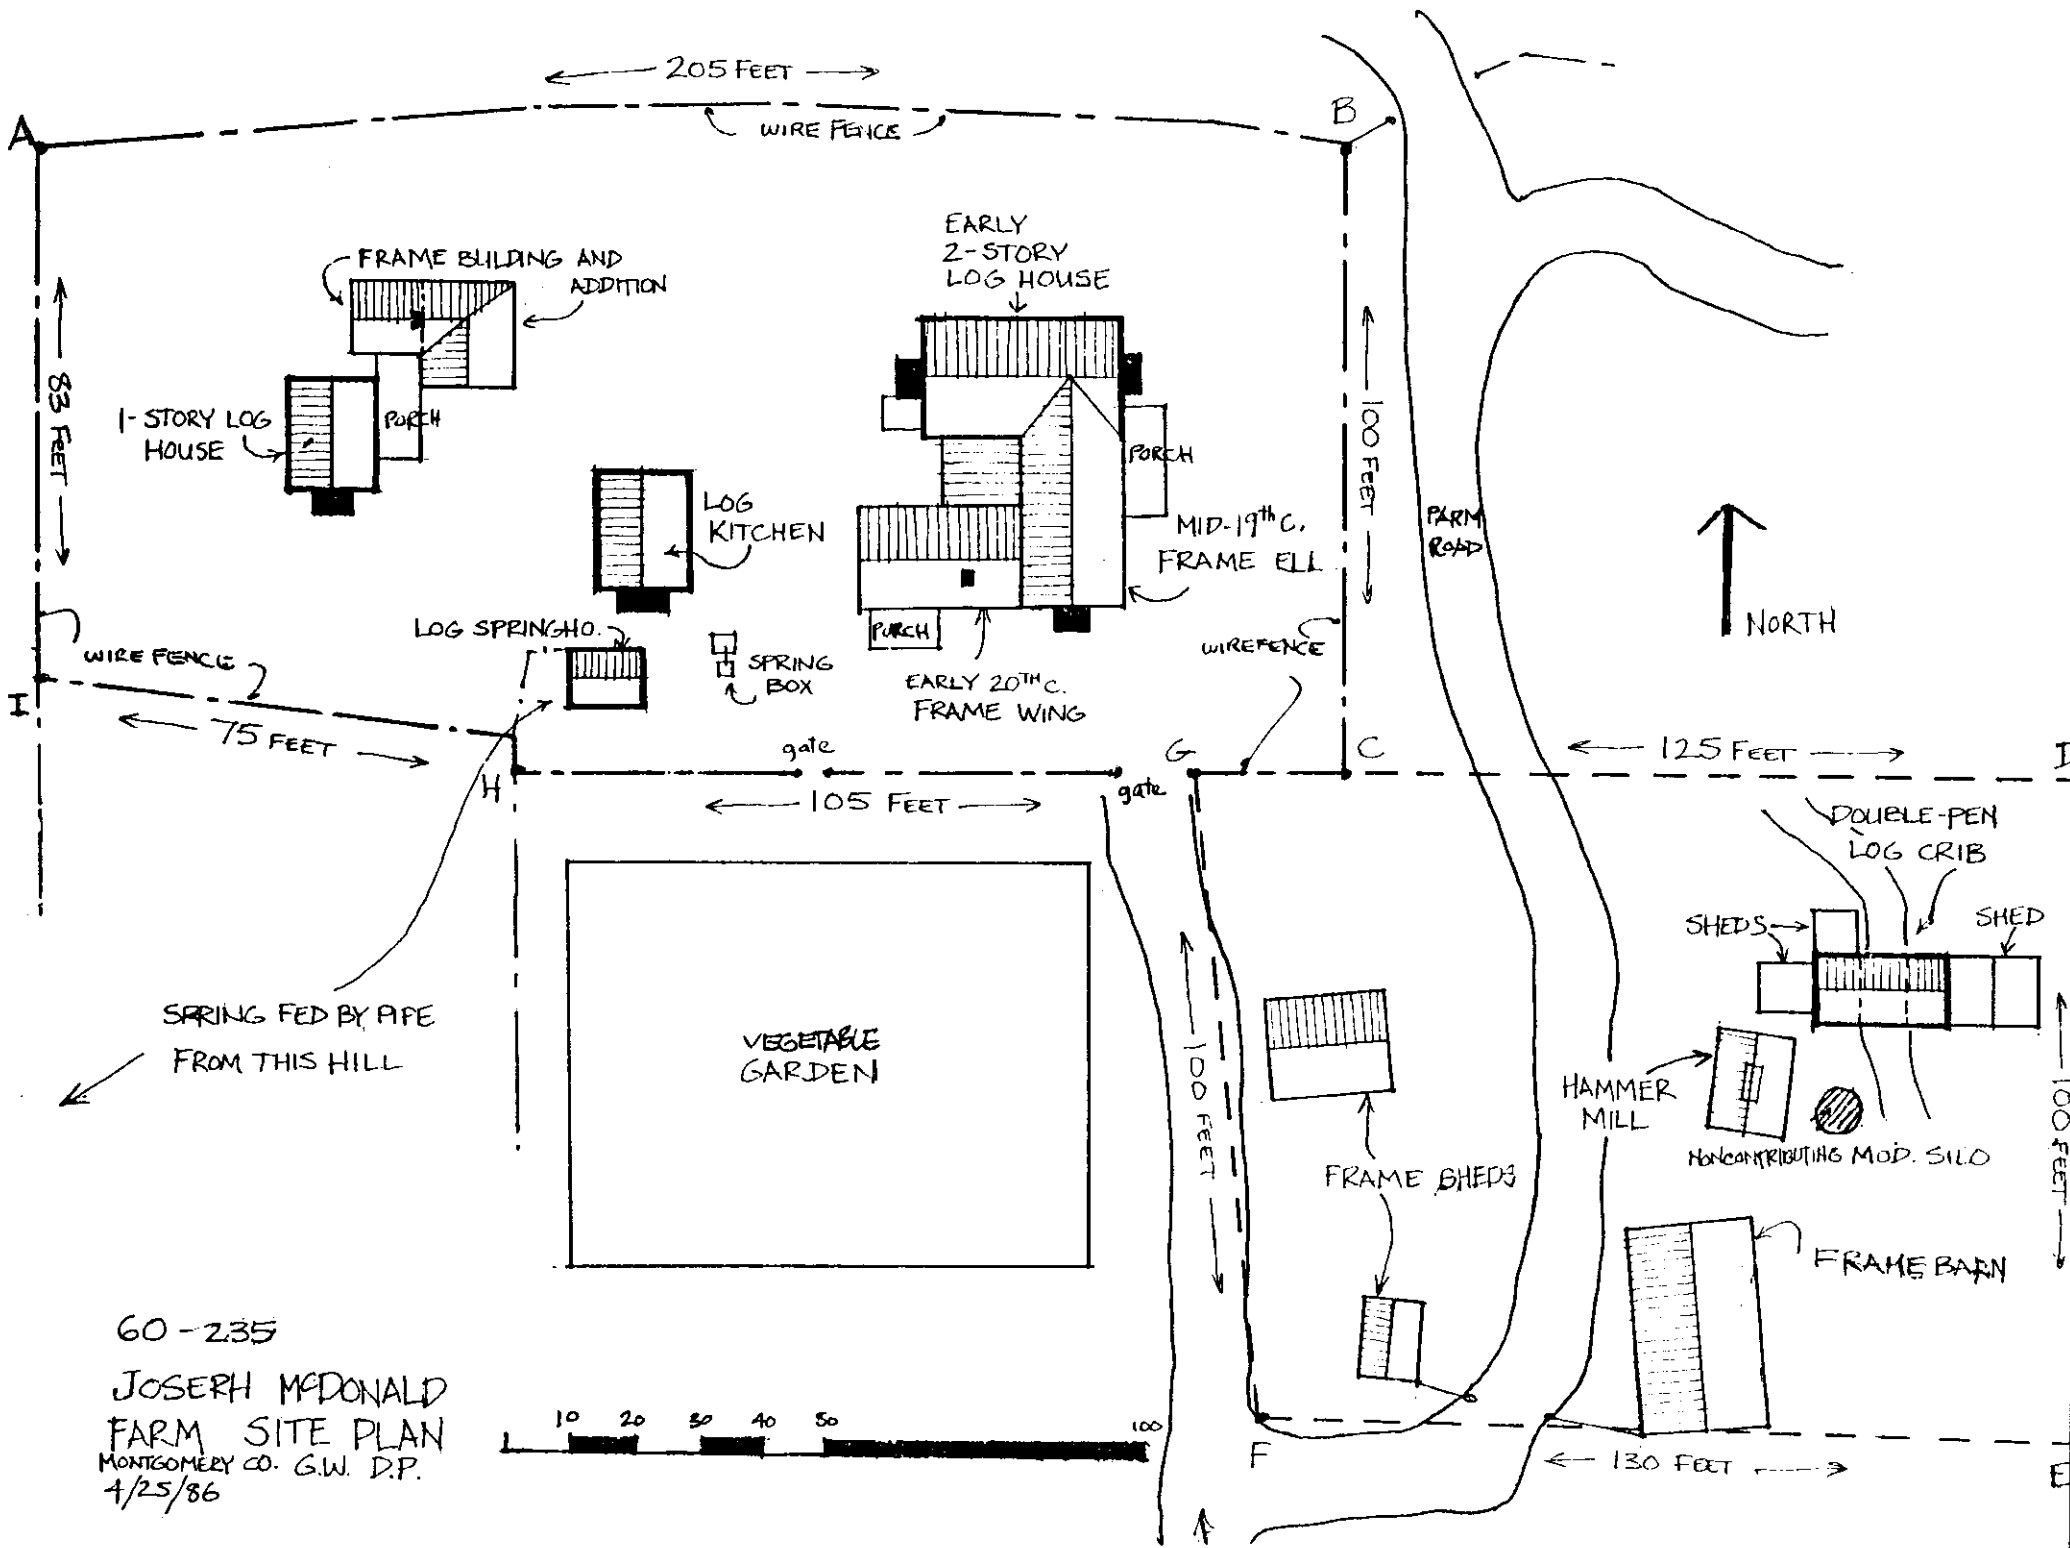 205 FEET
A
B
WIRE FENCE
EARLY
2-STORY
LOG HOUSE
FRAME BUILDING AND
ADDITION
83 FEET
1-STORY LOG
HOUSE
PORCH
100 FEET
PORCH
LOG
KITCHEN
MID-19th C.
FRAME ELL
FARM
ROAD
NORTH
LOG SPRINGHO.
PORCH
WIRE FENCE
WIRE FENCE
SPRING
BOX
EARLY 20TH C.
FRAME WING
I
75 FEET
gate
G
C
125 FEET
D
H
105 FEET
gate
DOUBLE-PEN
LOG CRIB
SHEDS
SHED
SPRING FED BY PIPE
FROM THIS HILL
VEGETABLE
GARDEN
100 FEET
HAMMER
MILL
100 FEET
NONCONTRIBUTING MOD. SILO
FRAME SHEDS
FRAME BARN
60-235
JOSEPH McDONALD
FARM SITE PLAN
MONTGOMERY CO. G.W. D.P.
4/25/86
10 20 30 40 50 100
F
130 FEET
E